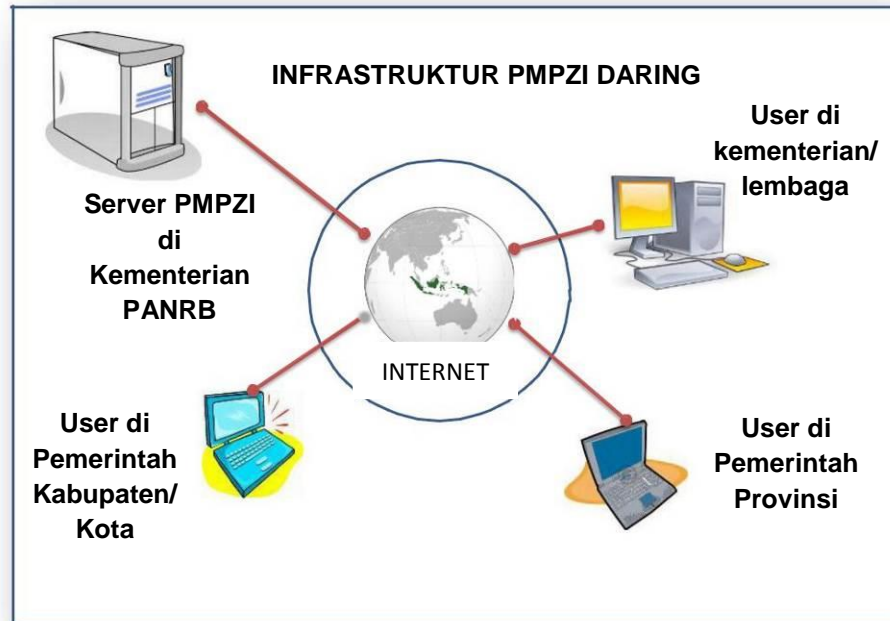 INFRASTRUKTUR PMPZI DARING
Server PMPZI
di
Kementerian
PANRB
User di
kementerian/
lembaga
INTERNET
User di
Pemerintah
Kabupaten/
Kota
User di
Pemerintah
Provinsi